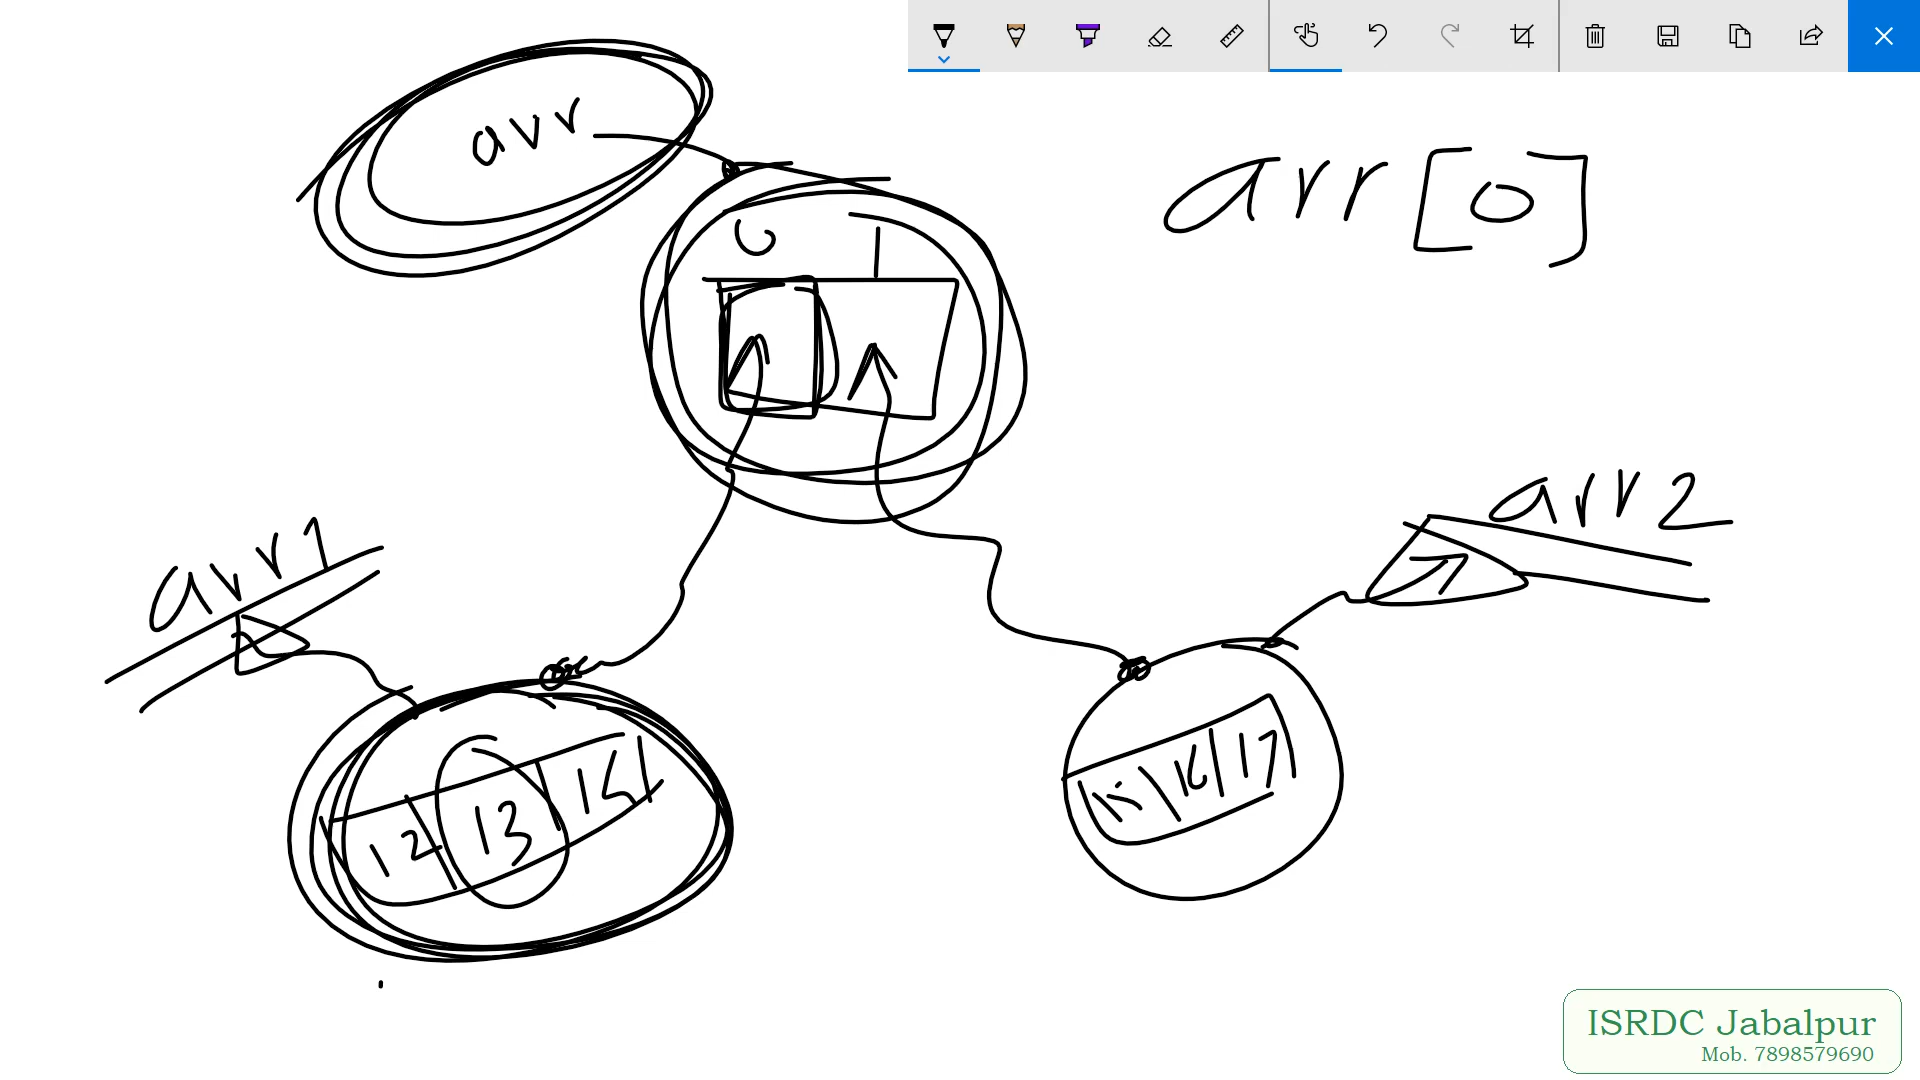 arr
arr[0]
0 1
arr2
arr1
12 13 14
15 16 17
ISRDC Jabalpur
Mob. 7898579690